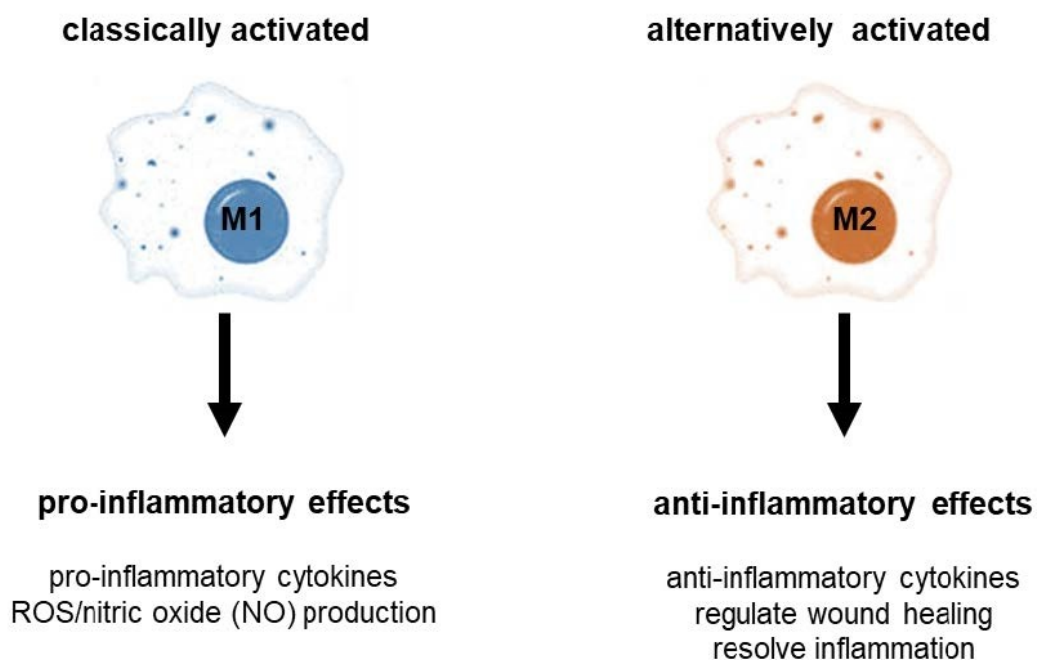 classically activated
alternatively activated
M1
M2
pro-inflammatory effects
anti-inflammatory effects
pro-inflammatory cytokines
ROS/nitric oxide (NO) production
anti-inflammatory cytokines
regulate wound healing
resolve inflammation